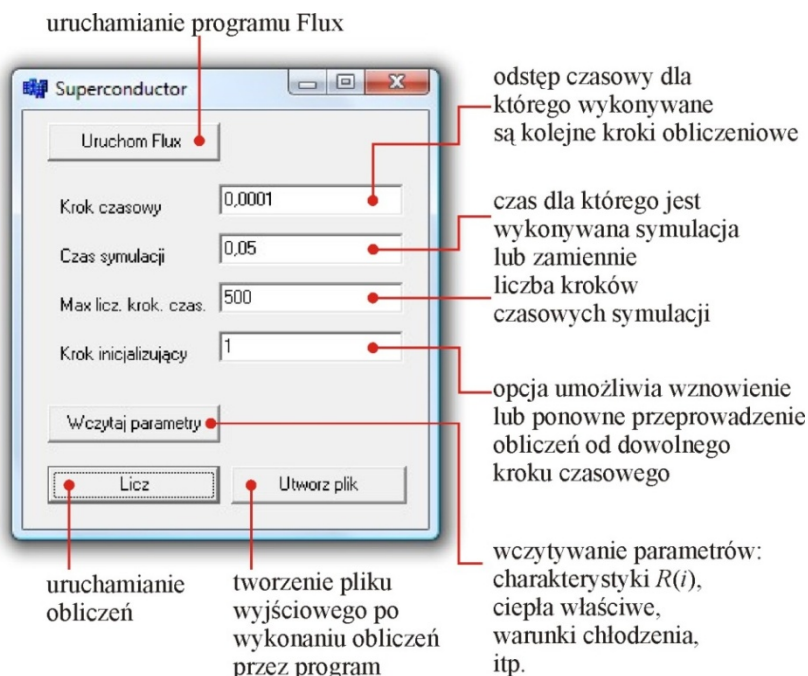 uruchamianie programu Flux
Superconductor
Uruchom Flux
Krok czasowy
0,0001
Czas symulacji
0,05
Max licz. krok. czas.
500
Krok inicjalizujący
1
Wczytaj parametry
Licz
Utworz plik
odstęp czasowy dla
którego wykonywane
są kolejne kroki obliczeniowe
czas dla którego jest
wykonywana symulacja
lub zamiennie
liczba kroków
czasowych symulacji
opcja umożliwia wznowienie
lub ponowne przeprowadzenie
obliczeń od dowolnego
kroku czasowego
wczytywanie parametrów:
charakterystyki R(i),
ciepła właściwe,
warunki chłodzenia,
itp.
uruchamianie
obliczeń
tworzenie pliku
wyjściowego po
wykonaniu obliczeń
przez program